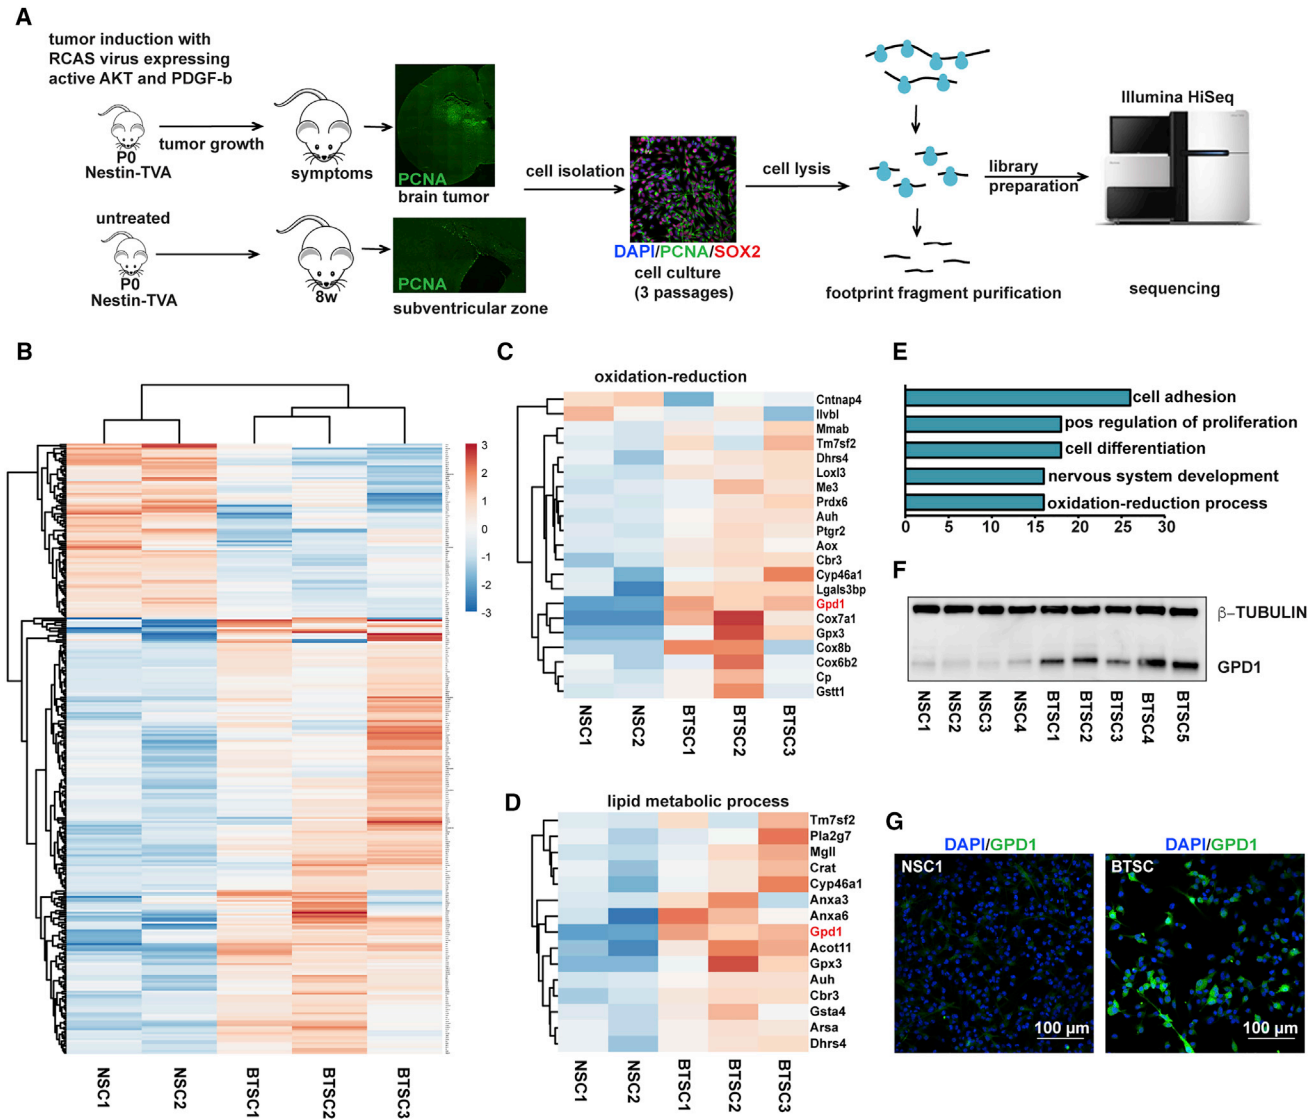 A
tumor induction with
RCAS virus expressing
active AKT and PDGF-b
P0
Nestin-TVA
tumor growth
symptoms
PCNA
brain tumor
untreated
P0
Nestin-TVA
8w
PCNA
subventricular zone
cell isolation
DAPI/PCNA/SOX2
cell culture
(3 passages)
cell lysis
footprint fragment purification
library
preparation
Illumina HiSeq
sequencing
B
3
2
1
0
-1
-2
-3
NSC1
NSC2
BTSC1
BTSC2
BTSC3
C
oxidation-reduction
Cntnap4
Ilvbl
Mmab
Tm7sf2
Dhrs4
Loxl3
Me3
Prdx6
Auh
Ptgr2
Aox
Cbr3
Cyp46a1
Lgals3bp
Gpd1
Cox7a1
Gpx3
Cox8b
Cox6b2
Cp
Gstt1
NSC1
NSC2
BTSC1
BTSC2
BTSC3
D
lipid metabolic process
Tm7sf2
Pla2g7
Mgll
Crat
Cyp46a1
Anxa3
Anxa6
Gpd1
Acot11
Gpx3
Auh
Cbr3
Gsta4
Arsa
Dhrs4
NSC1
NSC2
BTSC1
BTSC2
BTSC3
E
cell adhesion
pos regulation of proliferation
cell differentiation
nervous system development
oxidation-reduction process
0 5 10 15 20 25 30
F
β-TUBULIN
GPD1
NSC1
NSC2
NSC3
NSC4
BTSC1
BTSC2
BTSC3
BTSC4
BTSC5
G
DAPI/GPD1
NSC1
100 µm
DAPI/GPD1
BTSC
100 µm